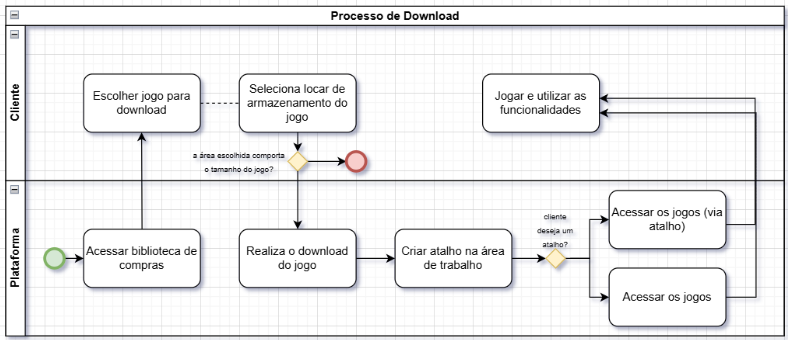 Processo de Download
Cliente
Escolher jogo para
download
Seleciona locar de
armazenamento do
jogo
a área escolhida comporta
o tamanho do jogo?
Jogar e utilizar as
funcionalidades
Plataforma
Acessar biblioteca de
compras
Realiza o download
do jogo
Criar atalho na área
de trabalho
cliente
deseja um
atalho?
Acessar os jogos (via
atalho)
Acessar os jogos